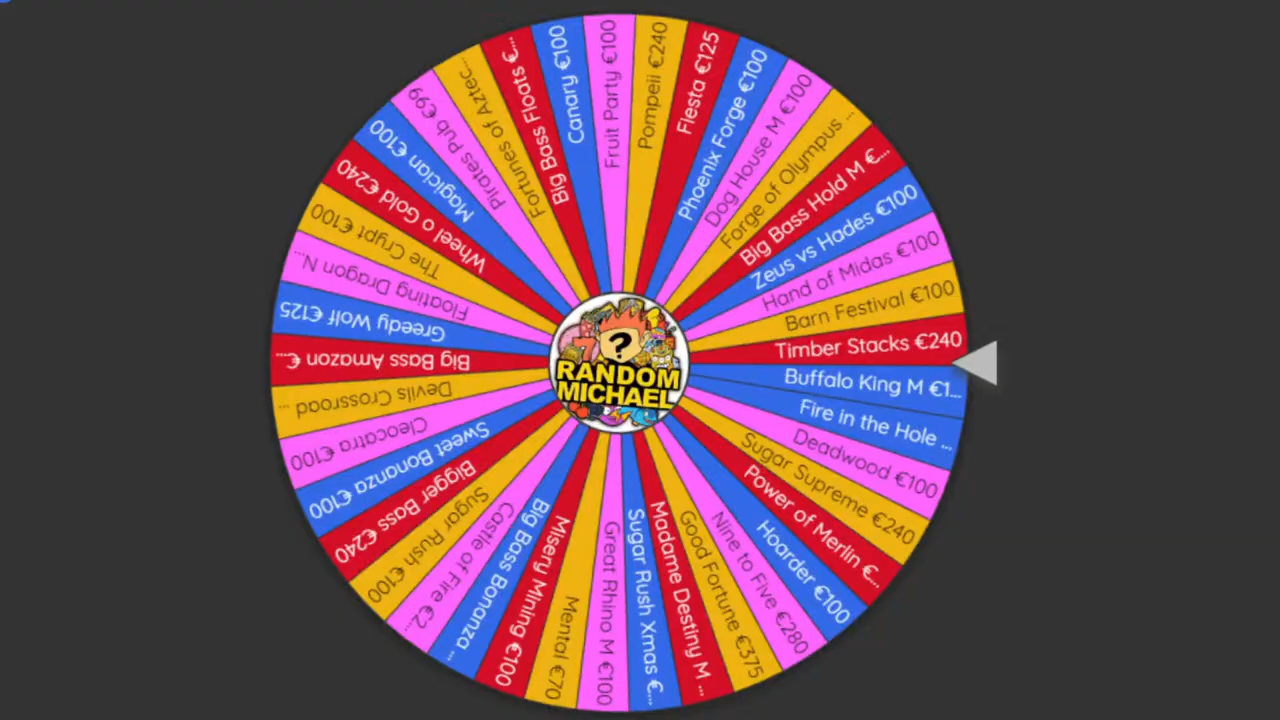 Fruit Party €100
Pompeii €240
Fiesta €125
Phoenix Forge €100
Dog House M €100
Forge of Olympus ...
Big Bass Hold M €...
Zeus vs Hades €100
Hand of Midas €100
Barn Festival €100
Timber Stacks €240
Buffalo King M €1...
Fire in the Hole ...
Deadwood €100
Sugar Supreme €240
Power of Merlin €...
Hoarder €100
Nine to Five €280
Good Fortune €375
Madame Destiny M ...
Sugar Rush Xmas €...
Great Rhino M €100
Mental €70
Misery Mining €100
Big Bass Bonanza ...
Castle of Fire €2...
Sugar Rush €100
Bigger Bass €240
Sweet Bonanza €100
Cleocatra €100
Devils Crossroad ...
Big Bass Amazon €...
Greedy Wolf €125
Floating Dragon N...
The Crypt €100
Wheel o Gold €240
Magician €100
Pirates Pub €99
Fortunes of Aztec...
Big Bass Floats €...
Canary €100
?
RANDOM
MICHAEL